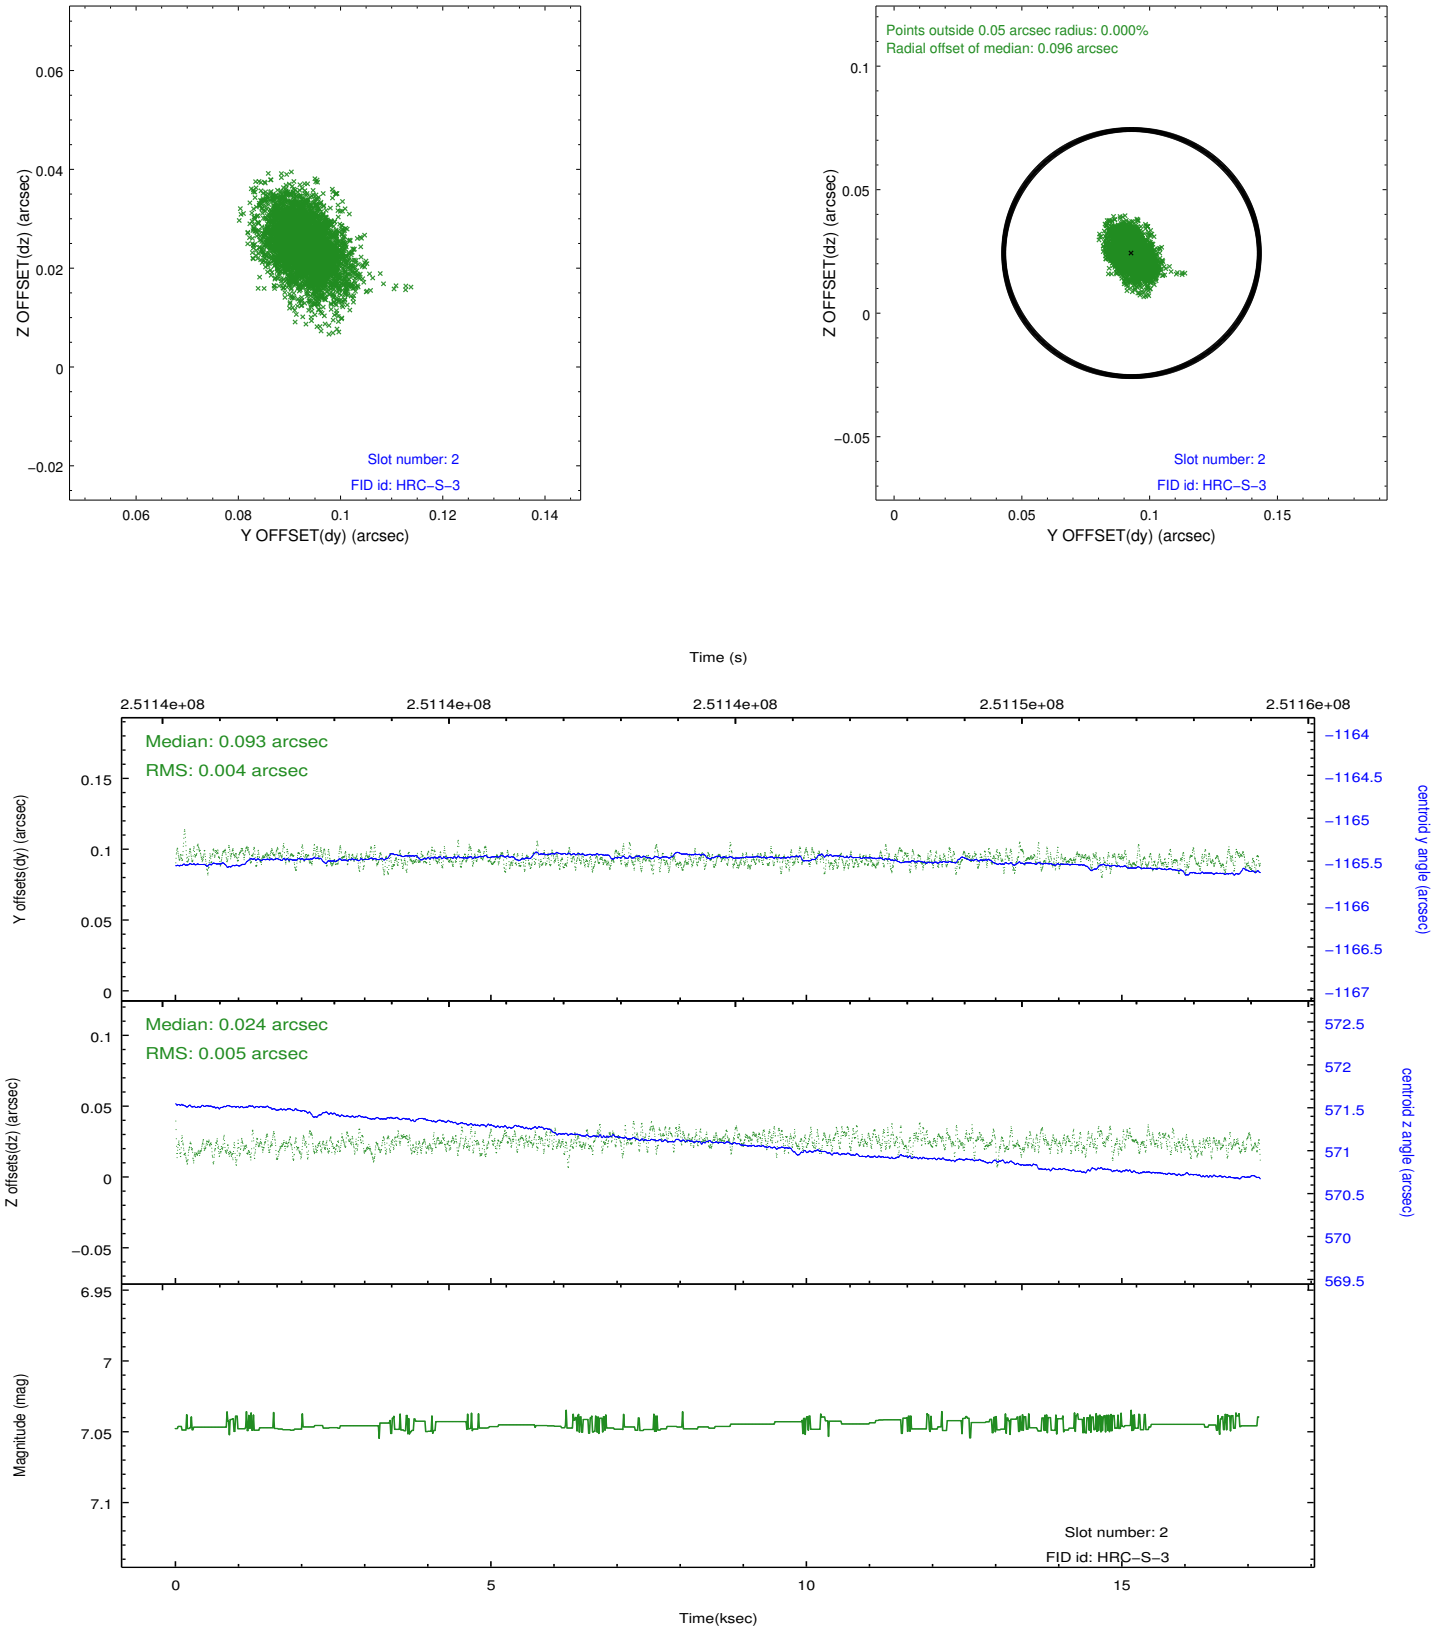 0.06
0.04
0.02
0
−0.02
Z OFFSET(dz) (arcsec)
Slot number: 2
FID id: HRC−S−3
0.06
0.08
0.1
0.12
0.14
Y OFFSET(dy) (arcsec)
Points outside 0.05 arcsec radius: 0.000%
Radial offset of median: 0.096 arcsec
0.1
0.05
0
−0.05
Z OFFSET(dz) (arcsec)
Slot number: 2
FID id: HRC−S−3
0
0.05
0.1
0.15
Y OFFSET(dy) (arcsec)
Time (s)
2.5114e+08
2.5114e+08
2.5114e+08
2.5115e+08
2.5116e+08
Median: 0.093 arcsec
RMS: 0.004 arcsec
0.15
0.1
0.05
0
Y offsets(dy) (arcsec)
−1164
−1164.5
−1165
−1165.5
−1166
−1166.5
−1167
centroid y angle (arcsec)
Median: 0.024 arcsec
RMS: 0.005 arcsec
0.1
0.05
0
−0.05
Z offsets(dz) (arcsec)
572.5
572
571.5
571
570.5
570
569.5
centroid z angle (arcsec)
6.95
7
7.05
7.1
Magnitude (mag)
Slot number: 2
FID id: HRC−S−3
0
5
10
15
Time(ksec)